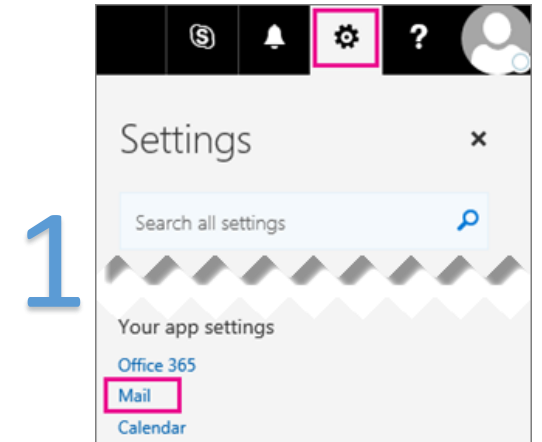 ?
Settings
Search all settings
1
Your app settings
Office 365
Mail
Calendar